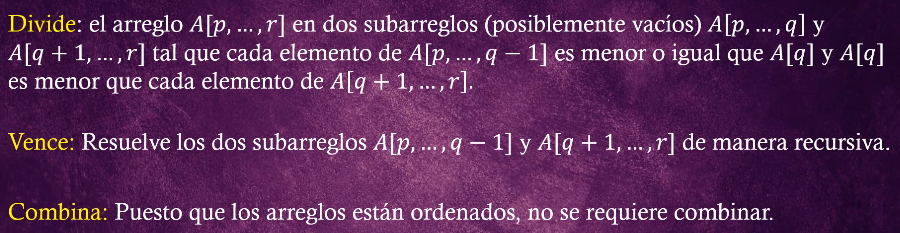 Divide: el arreglo A[p, ..., r] en dos subarreglos (posiblemente vacíos) A[p, ..., q] y
A[q + 1, ..., r] tal que cada elemento de A[p, ..., q − 1] es menor o igual que A[q] y A[q]
es menor que cada elemento de A[q + 1, ..., r].
Vence: Resuelve los dos subarreglos A[p, ..., q − 1] y A[q + 1, ..., r] de manera recursiva.
Combina: Puesto que los arreglos están ordenados, no se requiere combinar.